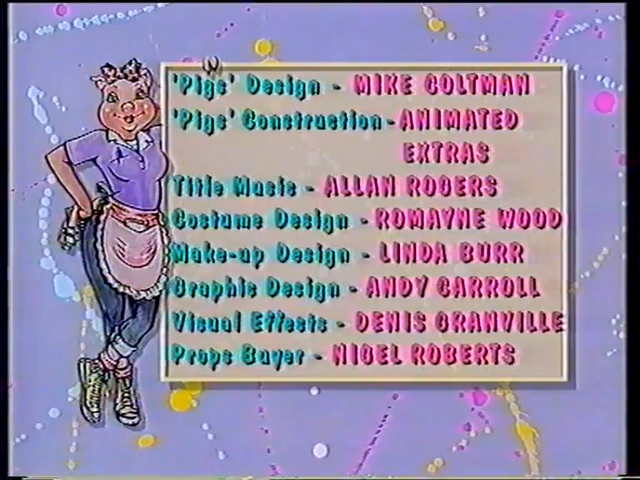 'Pigs' Design - MIKE COLTMAN
'Pigs' Construction - ANIMATED
EXTRAS
Title Music - ALLAN ROGERS
Costume Design - ROMAYNE WOOD
Make-up Design - LINDA BURR
Graphic Design - ANDY CARROLL
Visual Effects - DENIS GRANVILLE
Props Buyer - NIGEL ROBERTS